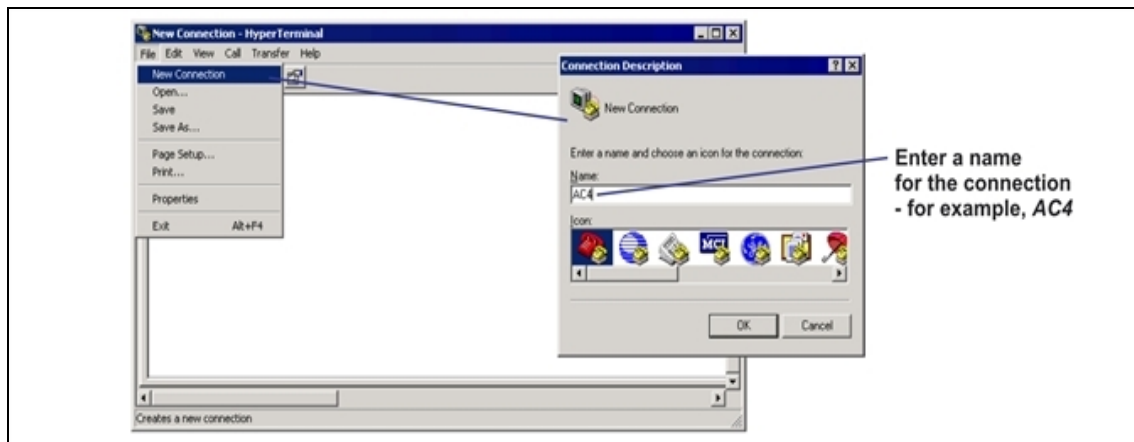 New Connection - HyperTerminal
File Edit View Call Transfer Help
New Connection
Open...
Save
Save As...
Page Setup...
Print...
Properties
Exit Alt+F4
Creates a new connection
Connection Description
New Connection
Enter a name and choose an icon for the connection:
Name:
AC4
Icon:
MCI
OK Cancel
Enter a name
for the connection
- for example, AC4